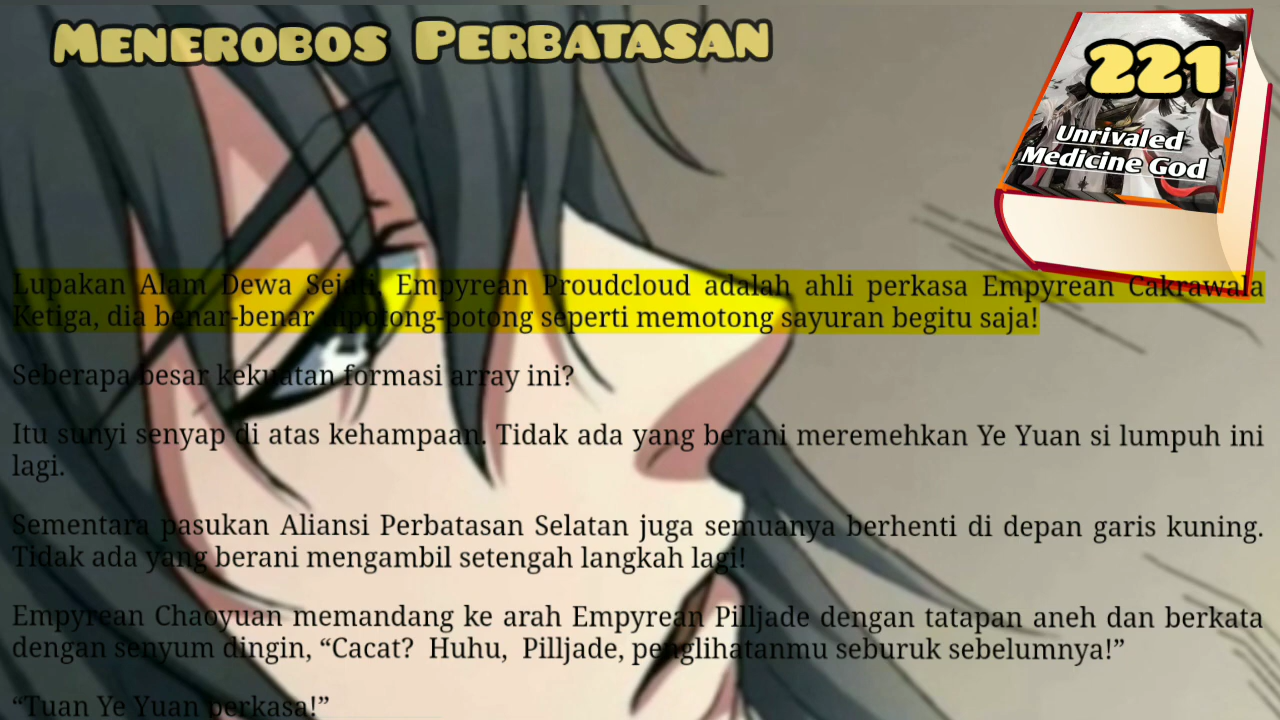 Menerobos Perbatasan
221
Unrivaled
Medicine God
Lupakan Alam Dewa Sejati, Empyrean Proudcloud adalah ahli perkasa Empyrean Cakrawala
Ketiga, dia benar-benar dipotong-potong seperti memotong sayuran begitu saja!
Seberapa besar kekuatan formasi array ini?
Itu sunyi senyap di atas kehampaan. Tidak ada yang berani meremehkan Ye Yuan si lumpuh ini
lagi.
Sementara pasukan Aliansi Perbatasan Selatan juga semuanya berhenti di depan garis kuning.
Tidak ada yang berani mengambil setengah langkah lagi!
Empyrean Chaoyuan memandang ke arah Empyrean Pilljade dengan tatapan aneh dan berkata
dengan senyum dingin, “Cacat? Huhu, Pilljade, penglihatanmu seburuk sebelumnya!”
“Tuan Ye Yuan perkasa!”